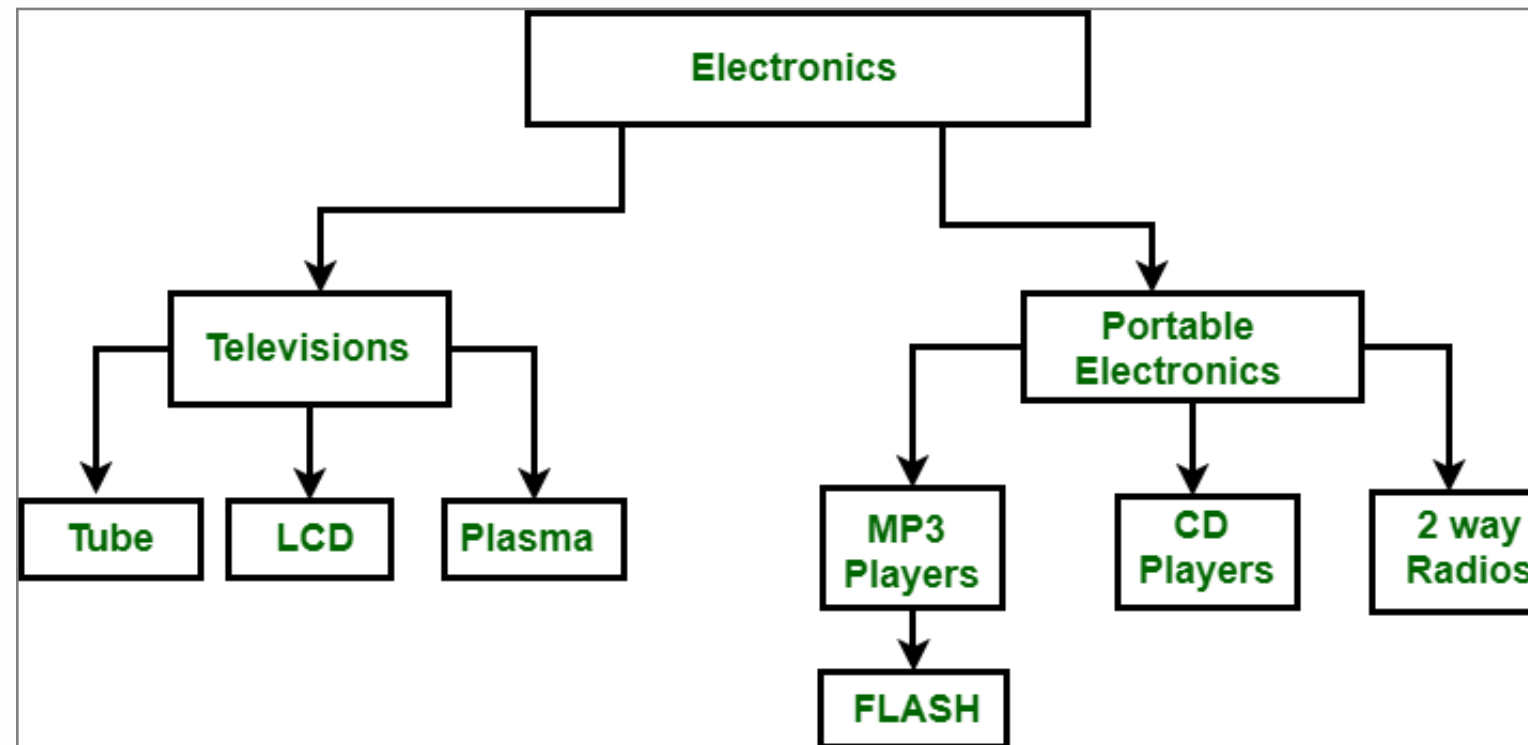 Electronics
Televisions
Portable
Electronics
Tube
LCD
Plasma
MP3
Players
CD
Players
2 way
Radios
FLASH